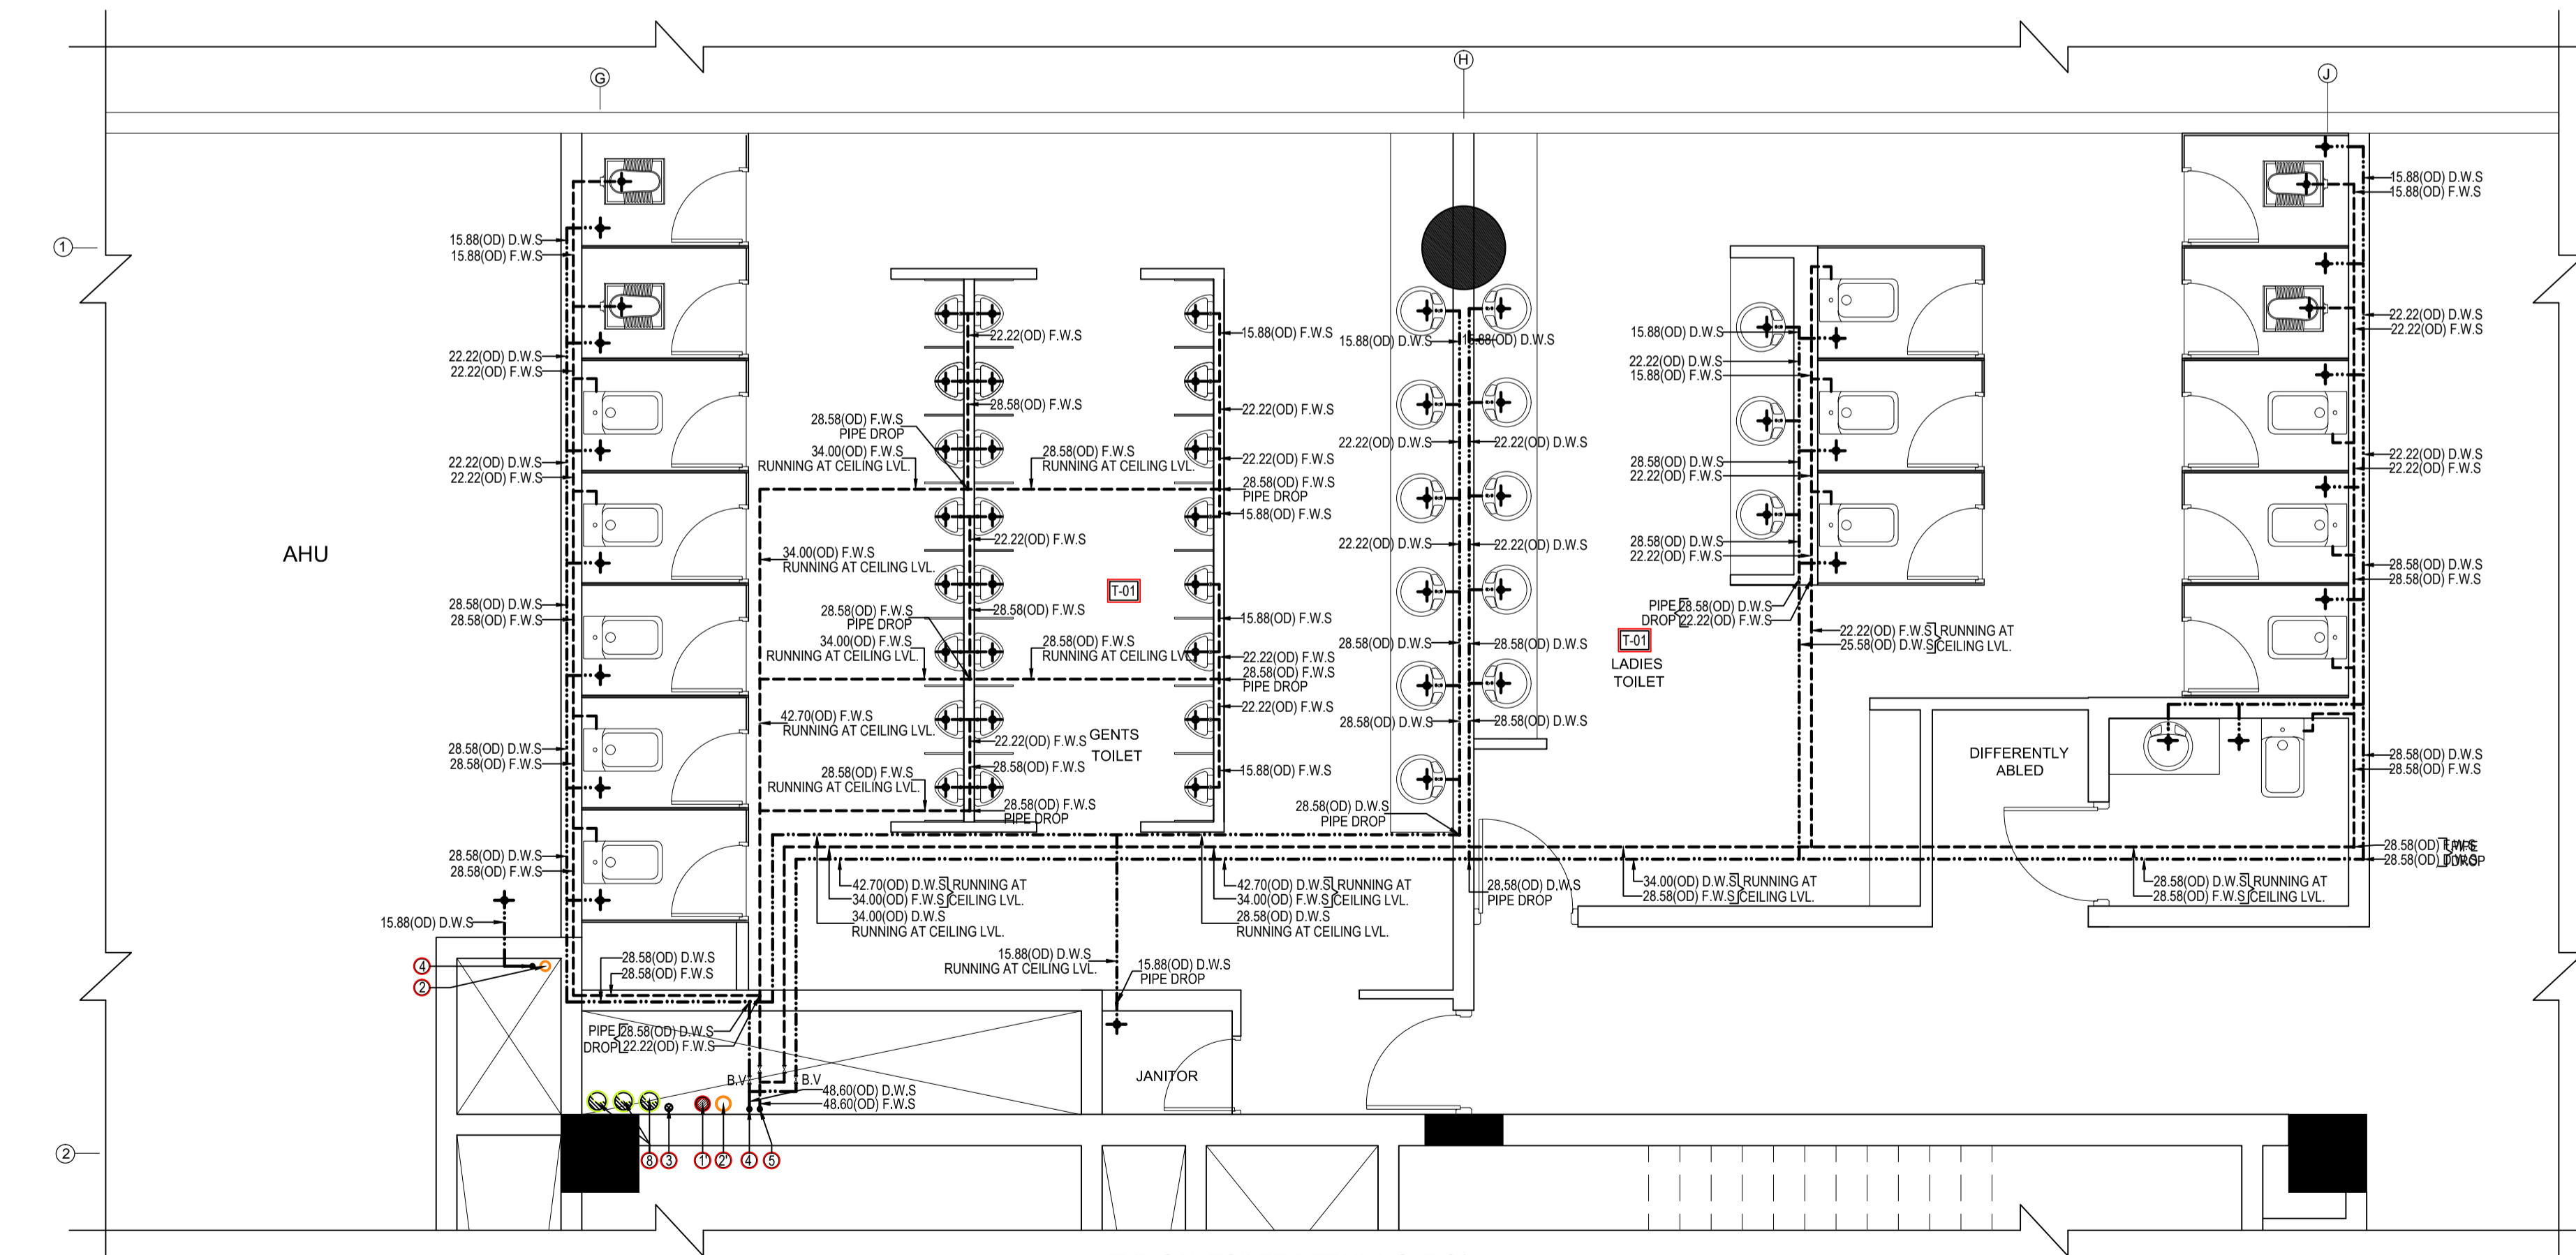 G
H
J
1
2
AHU
15.88(OD) D.W.S
15.88(OD) F.W.S
22.22(OD) D.W.S
22.22(OD) F.W.S
22.22(OD) D.W.S
22.22(OD) F.W.S
28.58(OD) D.W.S
28.58(OD) F.W.S
28.58(OD) D.W.S
28.58(OD) F.W.S
28.58(OD) D.W.S
28.58(OD) F.W.S
15.88(OD) D.W.S
4
2
28.58(OD) D.W.S
28.58(OD) F.W.S
PIPE 28.58(OD) D.W.S
DROP 22.22(OD) F.W.S
B.V
B.V
48.60(OD) D.W.S
48.60(OD) F.W.S
8
3
1'
2'
4
5
22.22(OD) F.W.S
28.58(OD) F.W.S
28.58(OD) F.W.S
PIPE DROP
34.00(OD) F.W.S
RUNNING AT CEILING LVL.
28.58(OD) F.W.S
RUNNING AT CEILING LVL.
34.00(OD) F.W.S
RUNNING AT CEILING LVL.
22.22(OD) F.W.S
T-01
28.58(OD) F.W.S
PIPE DROP
28.58(OD) F.W.S
34.00(OD) F.W.S
RUNNING AT CEILING LVL.
28.58(OD) F.W.S
RUNNING AT CEILING LVL.
42.70(OD) F.W.S
RUNNING AT CEILING LVL.
22.22(OD) F.W.S
GENTS
TOILET
28.58(OD) F.W.S
28.58(OD) F.W.S
RUNNING AT CEILING LVL.
28.58(OD) F.W.S
PIPE DROP
15.88(OD) F.W.S
22.22(OD) F.W.S
22.22(OD) F.W.S
28.58(OD) F.W.S
PIPE DROP
15.88(OD) F.W.S
15.88(OD) F.W.S
22.22(OD) F.W.S
28.58(OD) F.W.S
PIPE DROP
22.22(OD) F.W.S
15.88(OD) F.W.S
15.88(OD) D.W.S
15.88(OD) D.W.S
22.22(OD) D.W.S
22.22(OD) D.W.S
22.22(OD) D.W.S
22.22(OD) D.W.S
28.58(OD) D.W.S
28.58(OD) D.W.S
28.58(OD) D.W.S
28.58(OD) D.W.S
28.58(OD) D.W.S
PIPE DROP
42.70(OD) D.W.S RUNNING AT
34.00(OD) F.W.S CEILING LVL.
34.00(OD) D.W.S
RUNNING AT CEILING LVL.
42.70(OD) D.W.S RUNNING AT
34.00(OD) F.W.S CEILING LVL.
28.58(OD) D.W.S
RUNNING AT CEILING LVL.
28.58(OD) D.W.S
PIPE DROP
15.88(OD) D.W.S
RUNNING AT CEILING LVL.
15.88(OD) D.W.S
PIPE DROP
JANITOR
15.88(OD) D.W.S
22.22(OD) D.W.S
15.88(OD) F.W.S
28.58(OD) D.W.S
22.22(OD) F.W.S
28.58(OD) D.W.S
22.22(OD) F.W.S
PIPE 28.58(OD) D.W.S
DROP 22.22(OD) F.W.S
T-01
LADIES
TOILET
22.22(OD) F.W.S RUNNING AT
25.58(OD) D.W.S CEILING LVL.
34.00(OD) D.W.S RUNNING AT
28.58(OD) F.W.S CEILING LVL.
28.58(OD) D.W.S RUNNING AT
28.58(OD) F.W.S CEILING LVL.
DIFFERENTLY
ABLED
15.88(OD) D.W.S
15.88(OD) F.W.S
22.22(OD) D.W.S
22.22(OD) F.W.S
22.22(OD) D.W.S
22.22(OD) F.W.S
28.58(OD) D.W.S
28.58(OD) F.W.S
28.58(OD) D.W.S
28.58(OD) F.W.S
28.58(OD) F.W.S PIPE
28.58(OD) D.W.S DROP